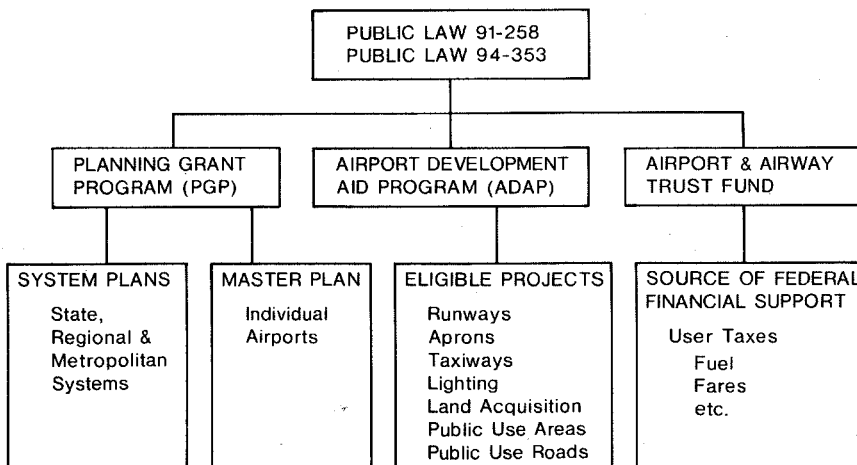 PUBLIC LAW 91-258
PUBLIC LAW 94-353
PLANNING GRANT
PROGRAM (PGP)
AIRPORT DEVELOPMENT
AID PROGRAM (ADAP)
AIRPORT & AIRWAY
TRUST FUND
SYSTEM PLANS
State,
Regional &
Metropolitan
Systems
MASTER PLAN
Individual
Airports
ELIGIBLE PROJECTS
Runways
Aprons
Taxiways
Lighting
Land Acquisition
Public Use Areas
Public Use Roads
SOURCE OF FEDERAL
FINANCIAL SUPPORT
User Taxes
Fuel
Fares
etc.